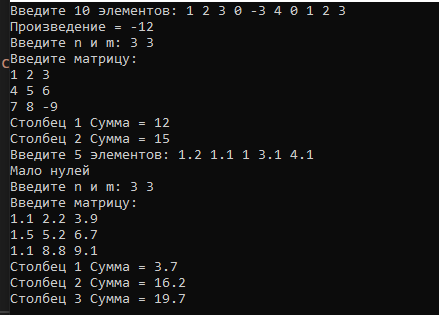 Введите 10 элементов: 1 2 3 0 -3 4 0 1 2 3
Произведение = -12
Введите n и m: 3 3
Введите матрицу:
1 2 3
4 5 6
7 8 -9
Столбец 1 Сумма = 12
Столбец 2 Сумма = 15
Введите 5 элементов: 1.2 1.1 1 3.1 4.1
Мало нулей
Введите n и m: 3 3
Введите матрицу:
1.1 2.2 3.9
1.5 5.2 6.7
1.1 8.8 9.1
Столбец 1 Сумма = 3.7
Столбец 2 Сумма = 16.2
Столбец 3 Сумма = 19.7